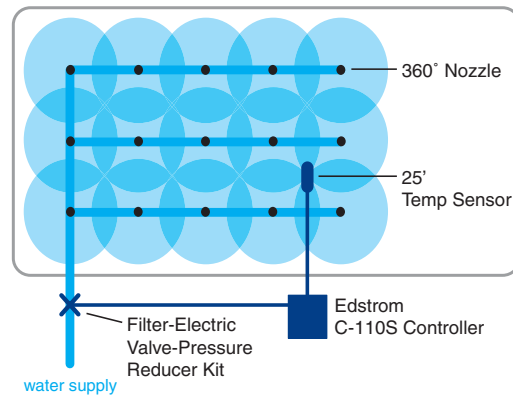 360˚ Nozzle
25'
Temp Sensor
Edstrom
C-110S Controller
Filter-Electric
Valve-Pressure
Reducer Kit
water supply